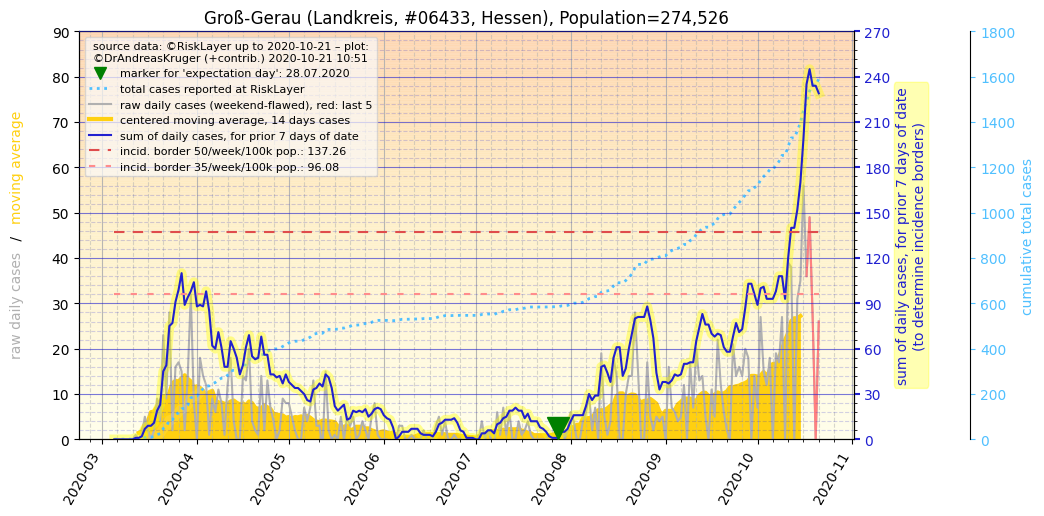 Groß-Gerau (Landkreis, #06433, Hessen), Population=274,526
source data: ©RiskLayer up to 2020-10-21 – plot:
©DrAndreasKruger (+contrib.) 2020-10-21 10:51
marker for 'expectation day': 28.07.2020
total cases reported at RiskLayer
raw daily cases (weekend-flawed), red: last 5
centered moving average, 14 days cases
sum of daily cases, for prior 7 days of date
incid. border 50/week/100k pop.: 137.26
incid. border 35/week/100k pop.: 96.08
raw daily cases / moving average
90
80
70
60
50
40
30
20
10
0
2020-03
2020-04
2020-05
2020-06
2020-07
2020-08
2020-09
2020-10
2020-11
270
240
210
180
150
120
90
60
30
0
sum of daily cases, for prior 7 days of date
(to determine incidence borders)
1800
1600
1400
1200
1000
800
600
400
200
0
cumulative total cases